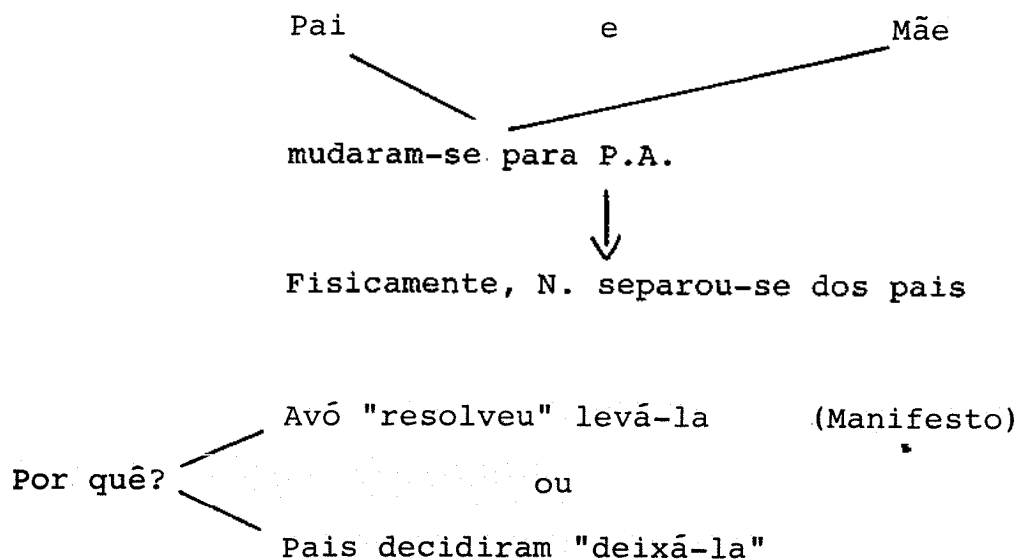 Pai e Mãe
mudaram-se para P.A.
Fisicamente, N. separou-se dos pais
Avó "resolveu" levá-la (Manifesto)
Por quê?
ou
Pais decidiram "deixá-la"